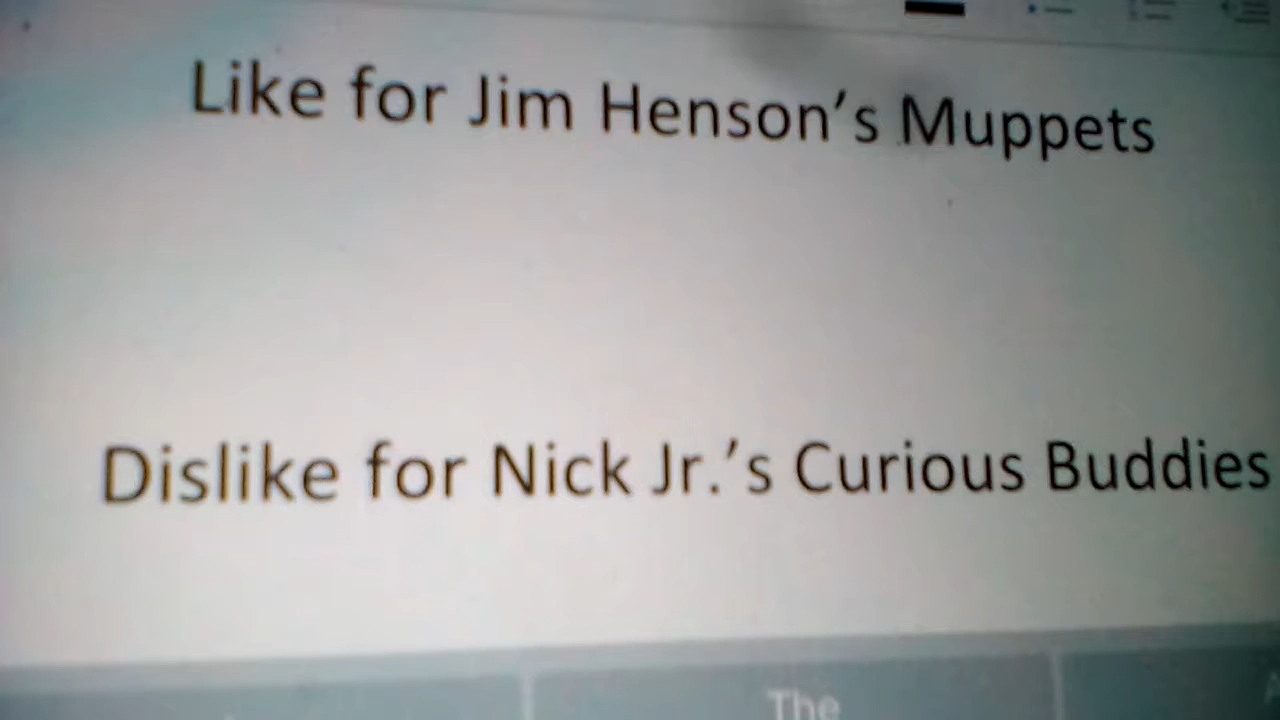 Like for Jim Henson's Muppets
Dislike for Nick Jr.'s Curious Buddies
The